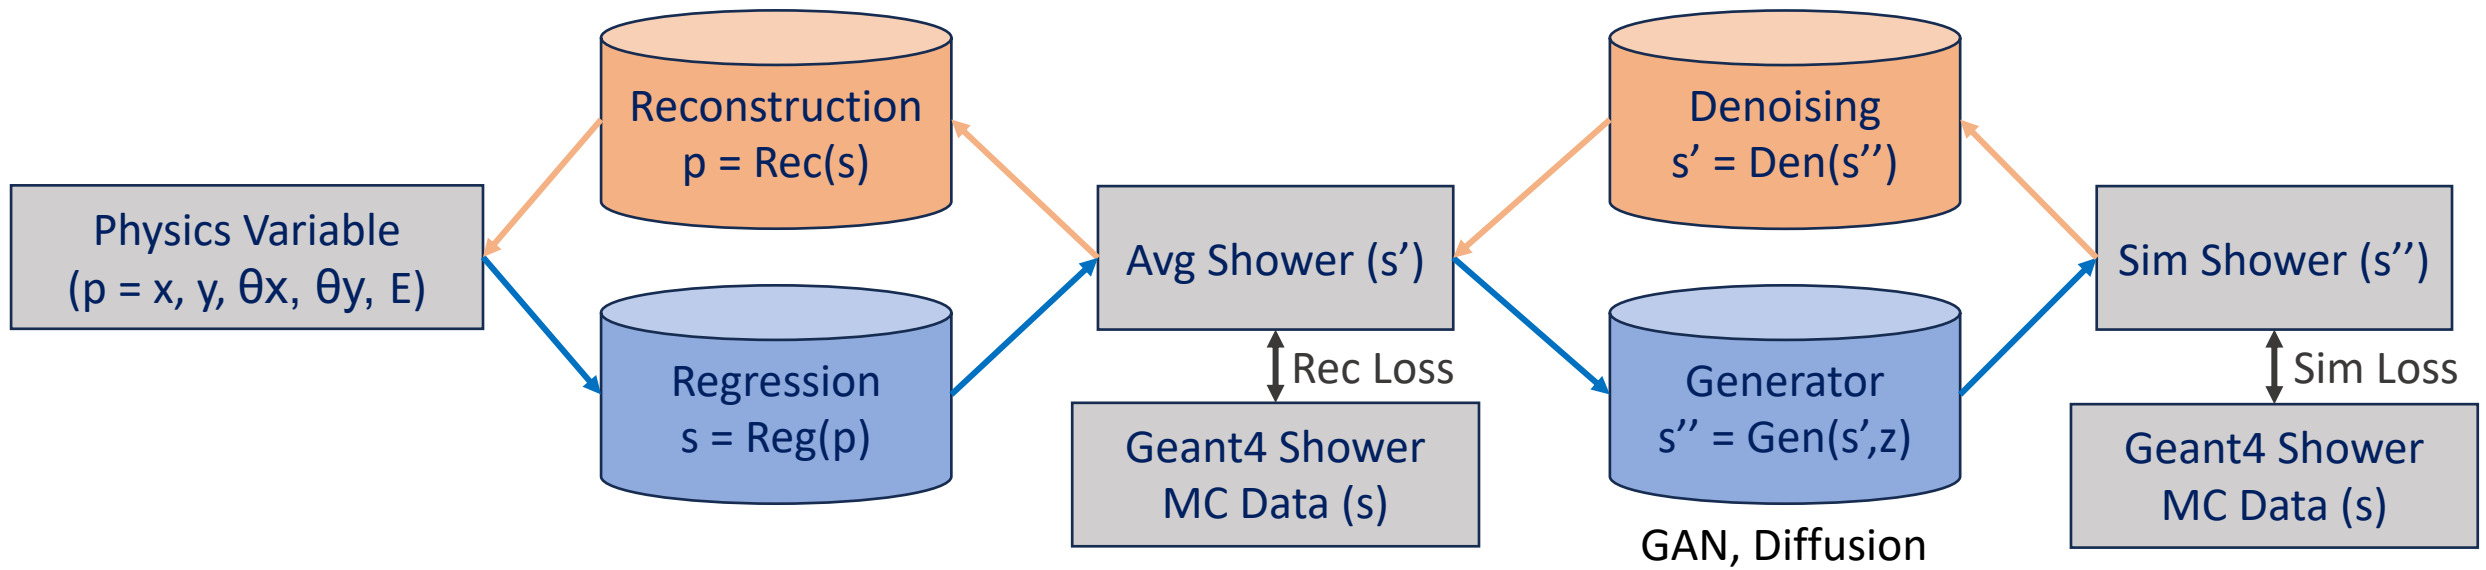 Reconstruction
p = Rec(s)
Denoising
s’ = Den(s’’)
Physics Variable
(p = x, y, θx, θy, E)
Avg Shower (s’)
Sim Shower (s’’)
Regression
s = Reg(p)
Rec Loss
Generator
s’’ = Gen(s’,z)
Sim Loss
Geant4 Shower
MC Data (s)
Geant4 Shower
MC Data (s)
GAN, Diffusion